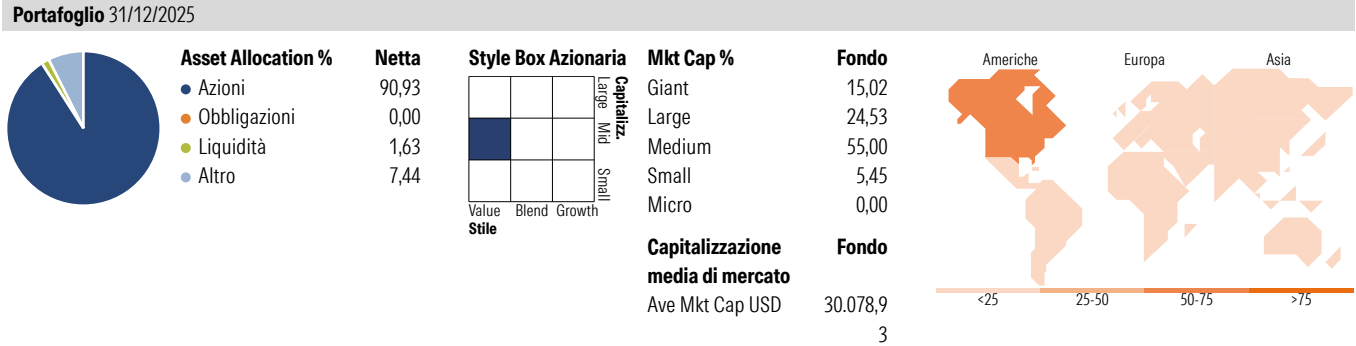 Portafoglio 31/12/2025
Asset Allocation % Netta
Azioni 90,93
Obbligazioni 0,00
Liquidità 1,63
Altro 7,44
Style Box Azionaria
Capitalizz.
Large Mid Small
Value Blend Growth
Stile
Mkt Cap % Fondo
Giant 15,02
Large 24,53
Medium 55,00
Small 5,45
Micro 0,00
Capitalizzazione Fondo
media di mercato
Ave Mkt Cap USD 30.078,9
3
Americhe Europa Asia
<25 25-50 50-75 >75